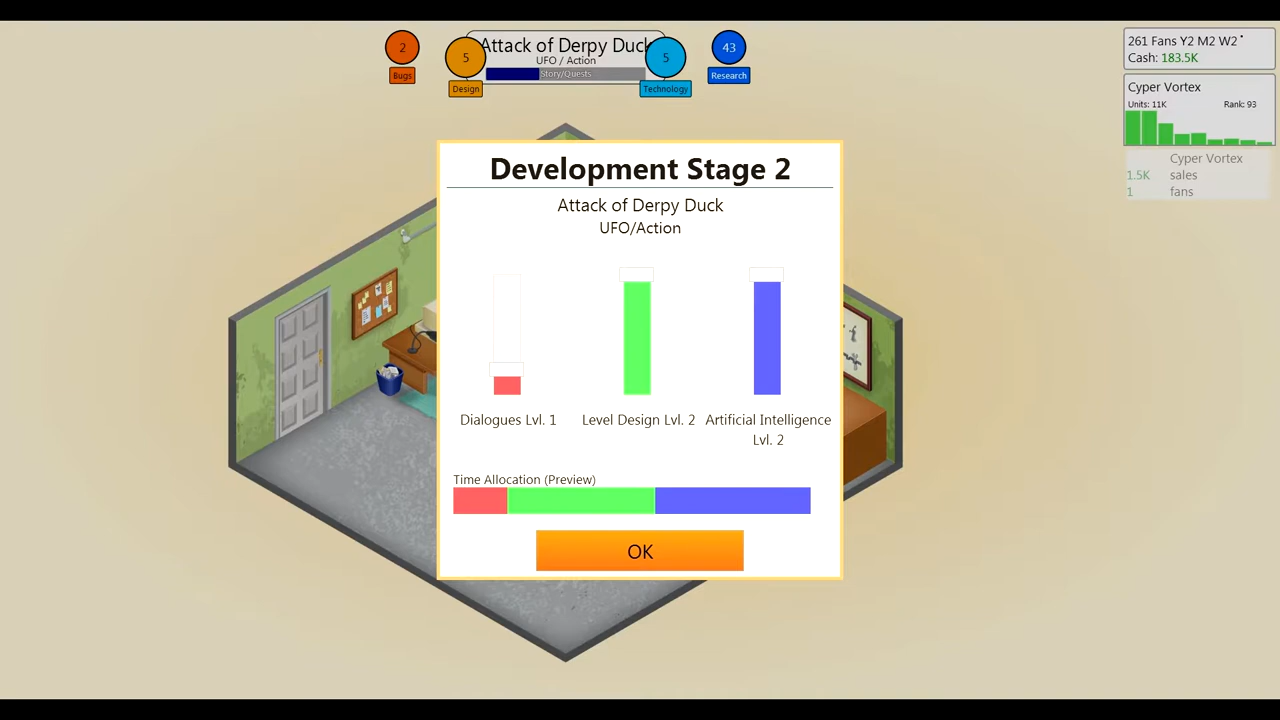 2
Bugs
5
Design
Attack of Derpy Duck
UFO / Action
Story/Quests
5
Technology
43
Research
261 Fans Y2 M2 W2
Cash: 183.5K
Cyper Vortex
Units: 11K Rank: 93
Cyper Vortex
1.5K sales
1 fans
Development Stage 2
Attack of Derpy Duck
UFO/Action
Dialogues Lvl. 1
Level Design Lvl. 2
Artificial Intelligence
Lvl. 2
Time Allocation (Preview)
OK